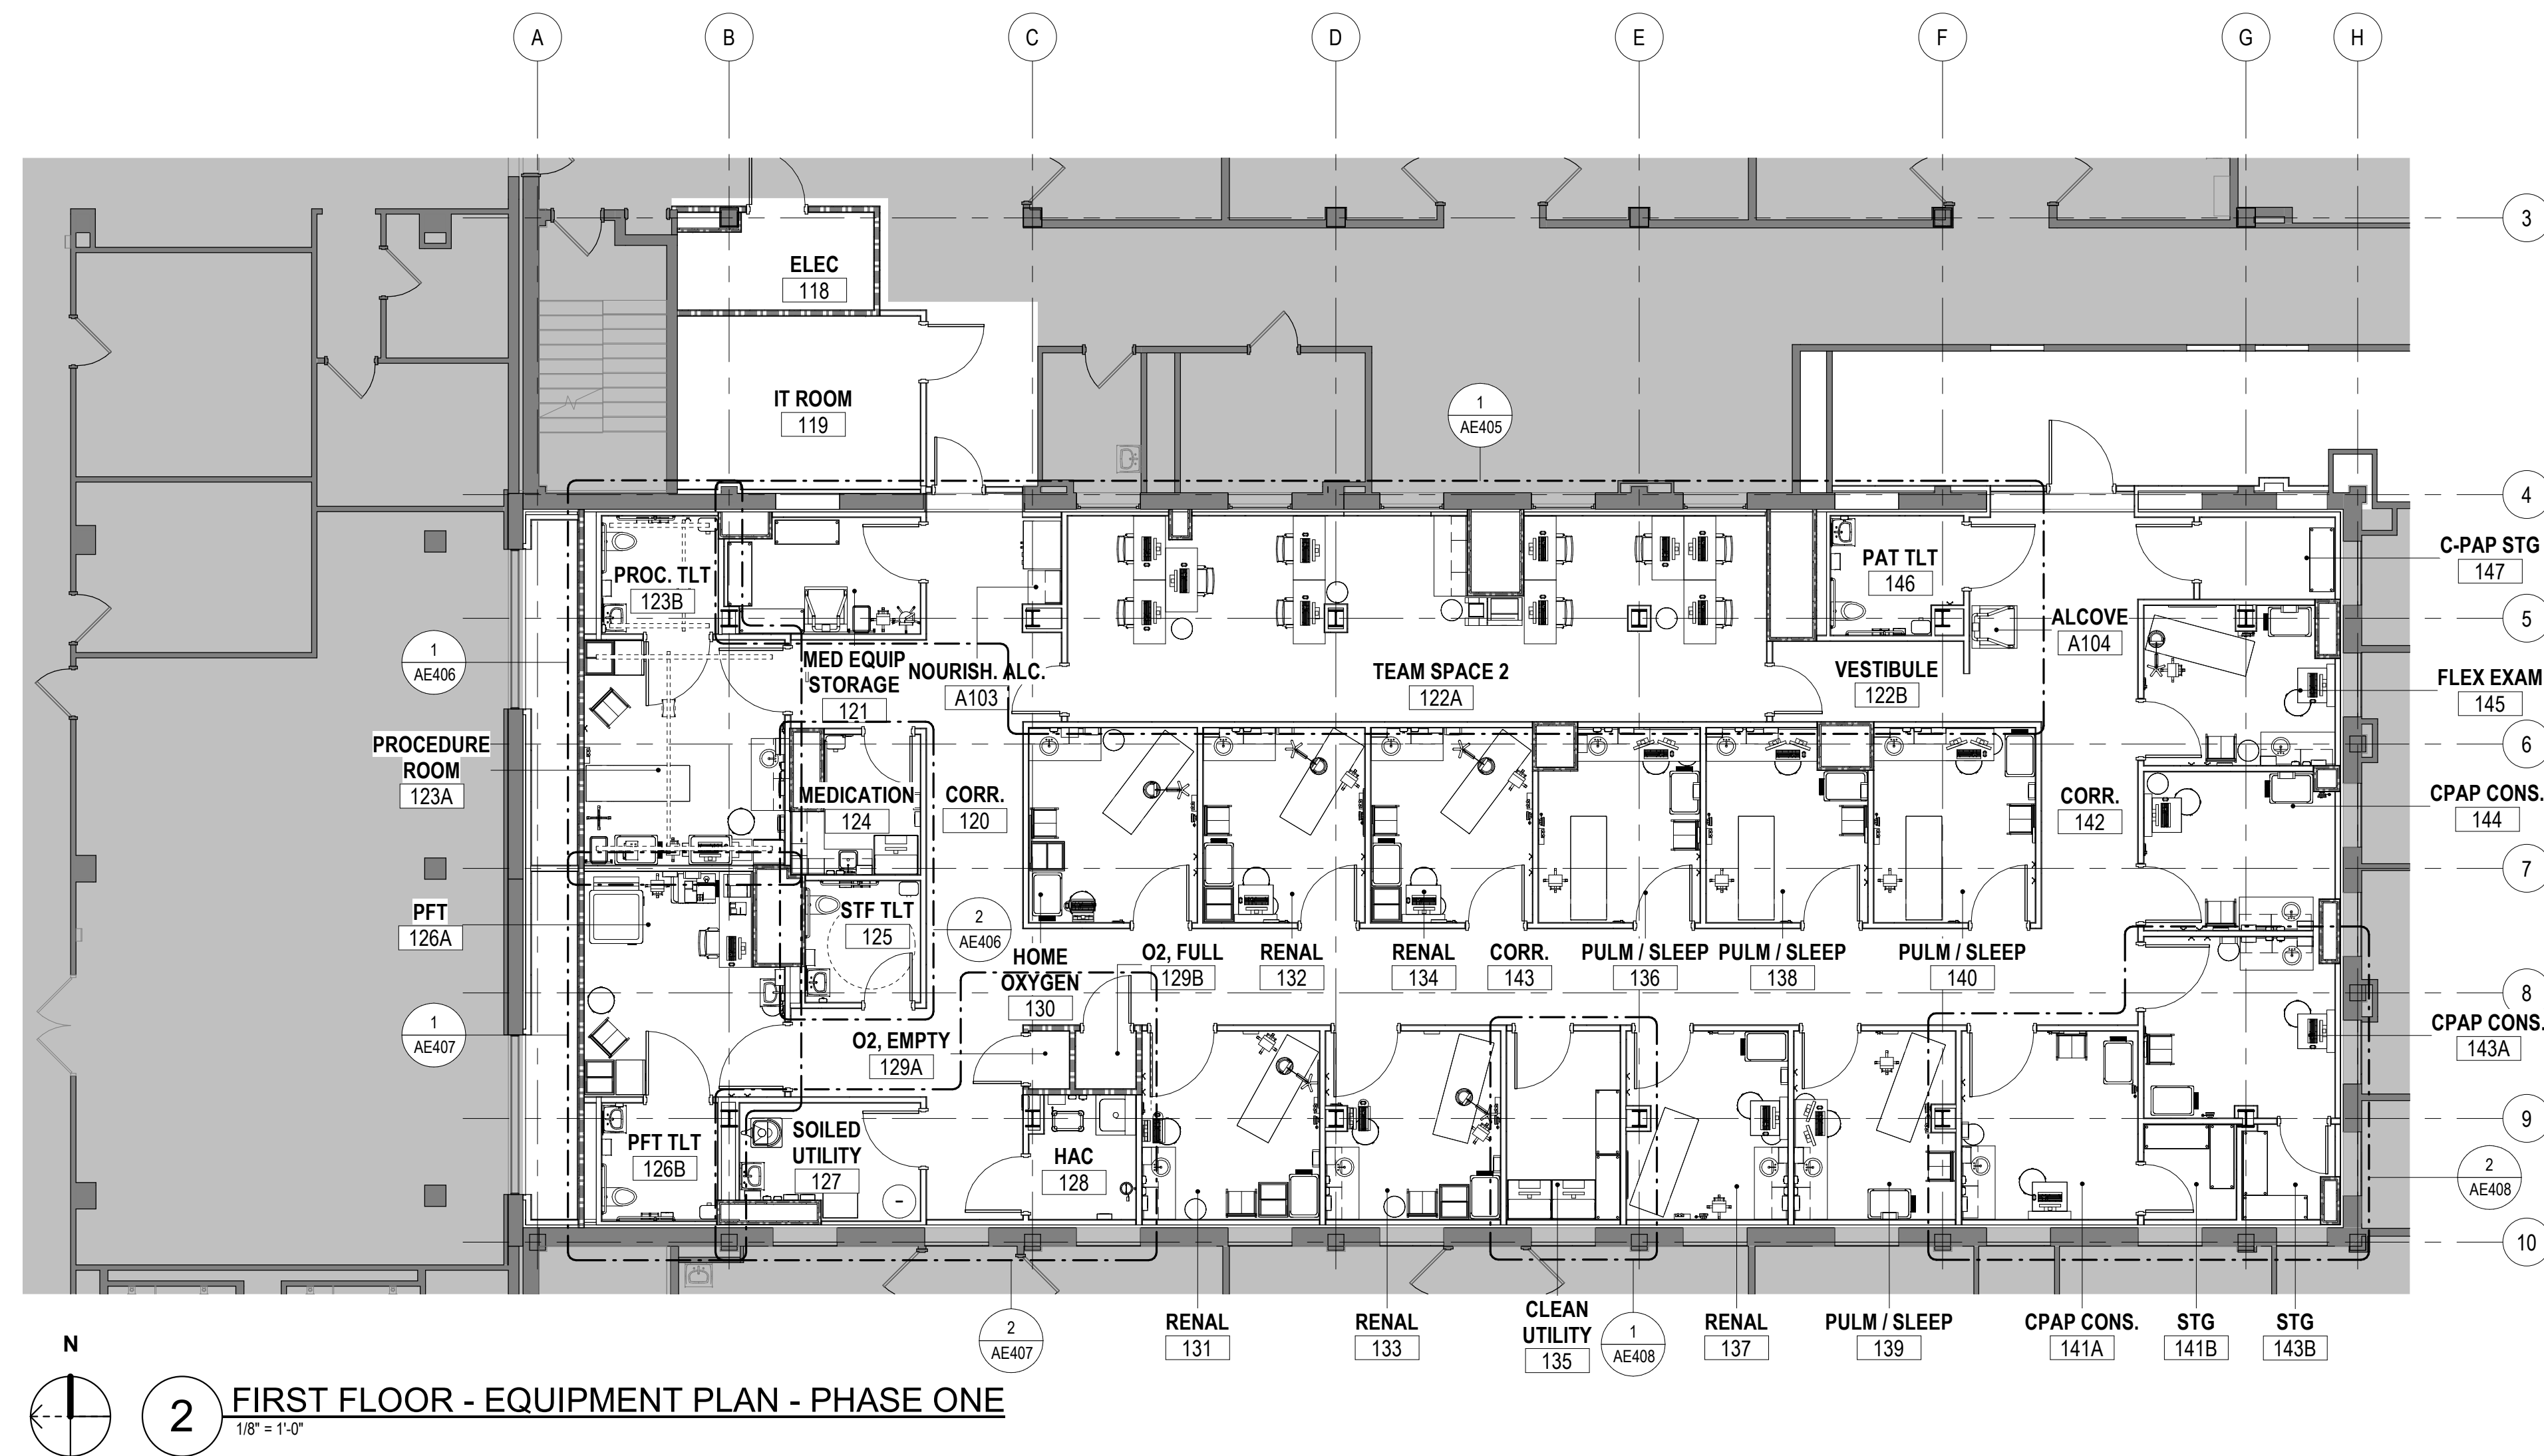 A
B
C
D
E
F
G
H
3
ELEC
118
IT ROOM
119
1
AE405
4
C-PAP STG
147
PAT TLT
146
PROC. TLT
123B
5
ALCOVE
A104
1
AE406
MED EQUIP
STORAGE
121
NOURISH. ALC.
A103
TEAM SPACE 2
122A
VESTIBULE
122B
FLEX EXAM
145
6
PROCEDURE
ROOM
123A
MEDICATION
124
CORR.
120
CORR.
142
CPAP CONS.
144
7
PFT
126A
STF TLT
125
2
AE406
HOME
OXYGEN
130
O2, FULL
129B
RENAL
132
RENAL
134
CORR.
143
PULM / SLEEP
136
PULM / SLEEP
138
PULM / SLEEP
140
8
1
AE407
O2, EMPTY
129A
CPAP CONS.
143A
9
PFT TLT
126B
SOILED
UTILITY
127
HAC
128
-
2
AE408
10
2
AE407
RENAL
131
RENAL
133
CLEAN
UTILITY
135
1
AE408
RENAL
137
PULM / SLEEP
139
CPAP CONS.
141A
STG
141B
STG
143B
N
2
FIRST FLOOR - EQUIPMENT PLAN - PHASE ONE
1/8" = 1'-0"